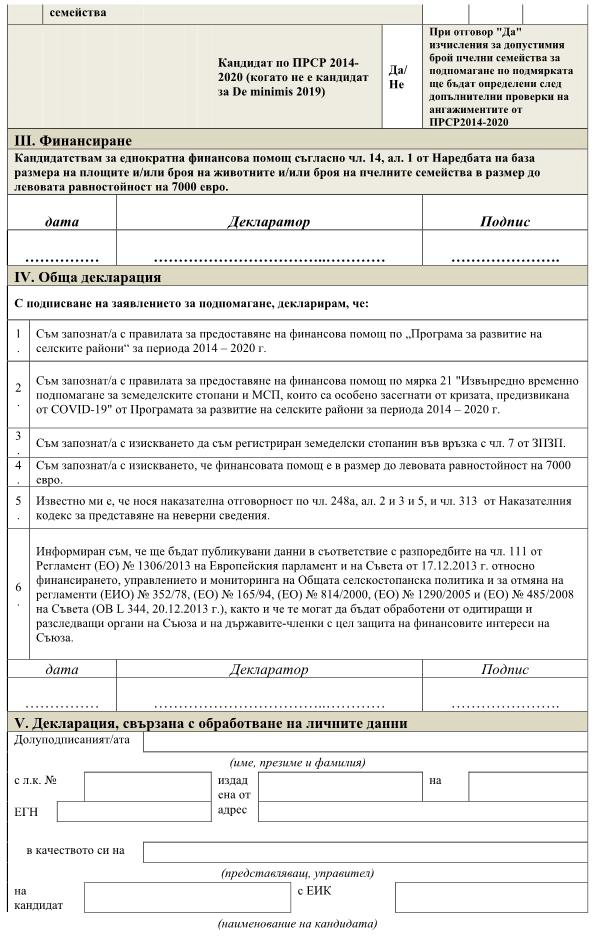 семейства
Кандидат по ПРСР 2014-
2020 (когато не е кандидат
за De minimis 2019)
Да/
Не
При отговор "Да"
изчисления за допустимия
брой пчелни семейства за
подпомагане по подмярката
ще бъдат определени след
допълнителни проверки на
ангажиментите от
ПРСР2014-2020
III. Финансиране
Кандидатствам за еднократна финансова помощ съгласно чл. 14, ал. 1 от Наредбата на база
размера на площите и/или броя на животните и/или броя на пчелните семейства в размер до
левовата равностойност на 7000 евро.
дата Декларатор Подпис
…………… ……………………………..……….. ………………….
IV. Обща декларация
С подписване на заявлението за подпомагане, декларирам, че:
1
. Съм запознат/а с правилата за предоставяне на финансова помощ по „Програма за развитие на
селските райони“ за периода 2014 – 2020 г.
2
. Съм запознат/а с правилата за предоставяне на финансова помощ по мярка 21 "Извънредно временно
подпомагане за земеделските стопани и МСП, които са особено засегнати от кризата, предизвикана
от COVID-19" от Програмата за развитие на селските райони за периода 2014 – 2020 г.
3
. Съм запознат/а с изискването да съм регистриран земеделски стопанин във връзка с чл. 7 от ЗПЗП.
4
. Съм запознат/а с изискването, че финансовата помощ е в размер до левовата равностойност на 7000
евро.
5
. Известно ми е, че нося наказателна отговорност по чл. 248а, ал. 2 и 3 и 5, и чл. 313 от Наказателния
кодекс за представяне на неверни сведения.
6
. Информиран съм, че ще бъдат публикувани данни в съответствие с разпоредбите на чл. 111 от
Регламент (ЕО) № 1306/2013 на Европейския парламент и на Съвета от 17.12.2013 г. относно
финансирането, управлението и мониторинга на Общата селскостопанска политика и за отмяна на
регламенти (ЕИО) № 352/78, (ЕО) № 165/94, (ЕО) № 814/2000, (ЕО) № 1290/2005 и (ЕО) № 485/2008
на Съвета (ОВ L 344, 20.12.2013 г.), както и че те могат да бъдат обработени от одитиращи и
разследващи органи на Съюза и на държавите-членки с цел защита на финансовите интереси на
Съюза.
дата Декларатор Подпис
…………… ……………………………..……….. ………………….
V. Декларация, свързана с обработване на личните данни
Долуподписаният/ата
(име, презиме и фамилия)
с л.к. № издад
ена от на
ЕГН адрес
в качеството си на
(представляващ, управител)
на
кандидат с ЕИК
(наименование на кандидата)